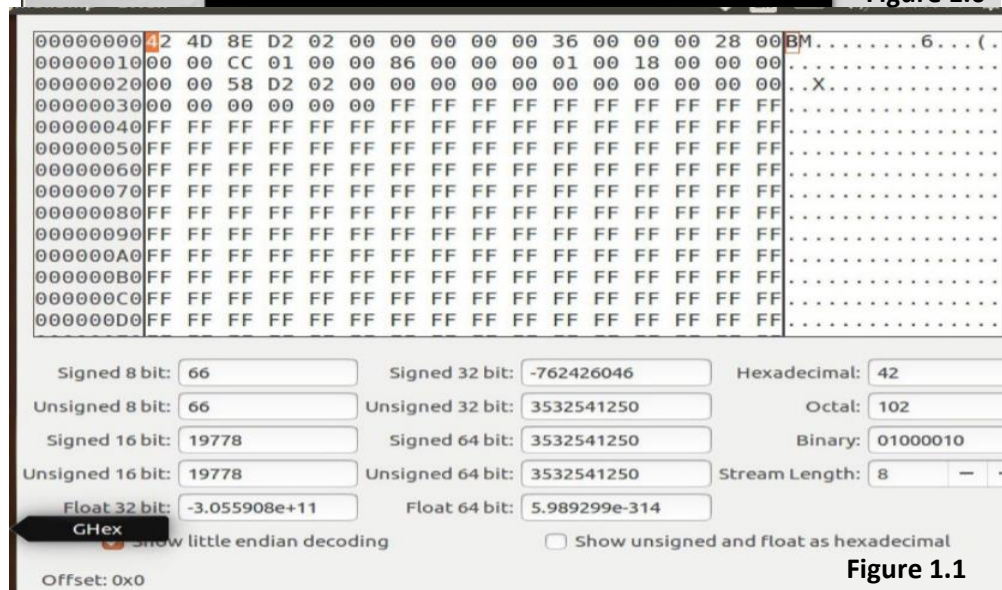 00000000 42 4D 8E D2 02 00 00 00 00 00 36 00 00 00 28 00 BM........6...(.
00000010 00 00 CC 01 00 00 86 00 00 00 01 00 18 00 00 00 ................
00000020 00 00 58 D2 02 00 00 00 00 00 00 00 00 00 00 00 ..X.............
00000030 00 00 00 00 00 00 FF FF FF FF FF FF FF FF FF FF ................
00000040 FF FF FF FF FF FF FF FF FF FF FF FF FF FF FF FF ................
00000050 FF FF FF FF FF FF FF FF FF FF FF FF FF FF FF FF ................
00000060 FF FF FF FF FF FF FF FF FF FF FF FF FF FF FF FF ................
00000070 FF FF FF FF FF FF FF FF FF FF FF FF FF FF FF FF ................
00000080 FF FF FF FF FF FF FF FF FF FF FF FF FF FF FF FF ................
00000090 FF FF FF FF FF FF FF FF FF FF FF FF FF FF FF FF ................
000000A0 FF FF FF FF FF FF FF FF FF FF FF FF FF FF FF FF ................
000000B0 FF FF FF FF FF FF FF FF FF FF FF FF FF FF FF FF ................
000000C0 FF FF FF FF FF FF FF FF FF FF FF FF FF FF FF FF ................
000000D0 FF FF FF FF FF FF FF FF FF FF FF FF FF FF FF FF ................
Signed 8 bit: 66 Signed 32 bit: -762426046 Hexadecimal: 42
Unsigned 8 bit: 66 Unsigned 32 bit: 3532541250 Octal: 102
Signed 16 bit: 19778 Signed 64 bit: 3532541250 Binary: 01000010
Unsigned 16 bit: 19778 Unsigned 64 bit: 3532541250 Stream Length: 8 −
Float 32 bit: -3.055908e+11 Float 64 bit: 5.989299e-314
GHex
Show little endian decoding Show unsigned and float as hexadecimal
Offset: 0x0
Figure 1.1